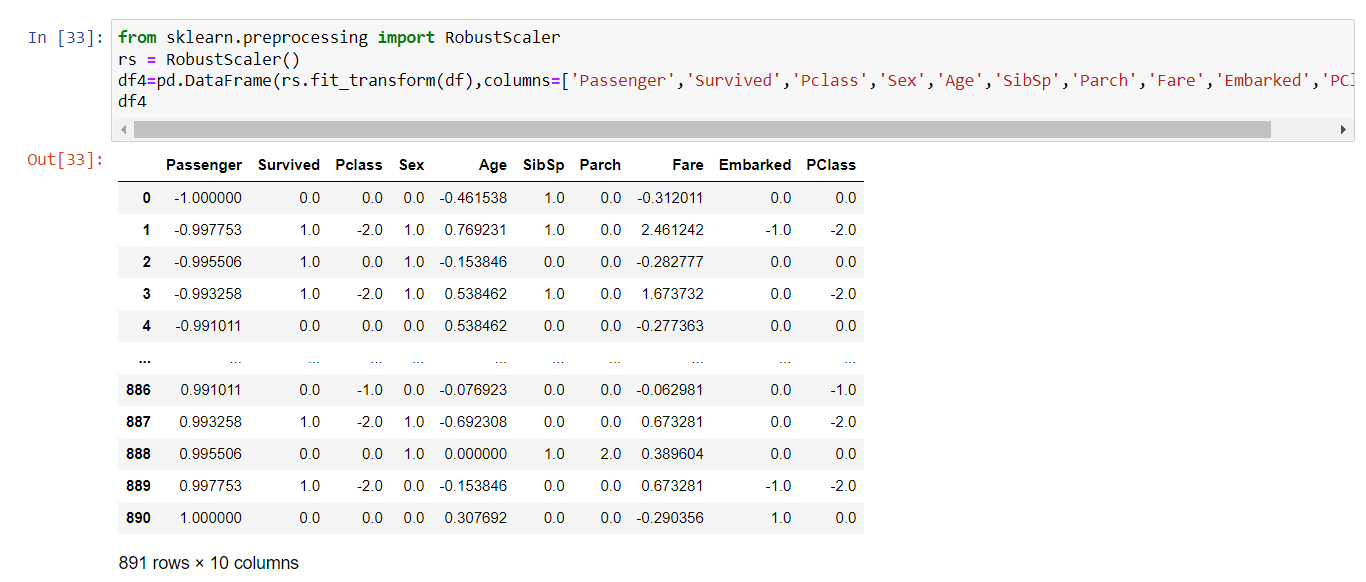 In [33]: from sklearn.preprocessing import RobustScaler
rs = RobustScaler()
df4=pd.DataFrame(rs.fit_transform(df),columns=['Passenger','Survived','Pclass','Sex','Age','SibSp','Parch','Fare','Embarked','PCl
df4
Out[33]:
Passenger Survived Pclass Sex Age SibSp Parch Fare Embarked PClass
0 -1.000000 0.0 0.0 0.0 -0.461538 1.0 0.0 -0.312011 0.0 0.0
1 -0.997753 1.0 -2.0 1.0 0.769231 1.0 0.0 2.461242 -1.0 -2.0
2 -0.995506 1.0 0.0 1.0 -0.153846 0.0 0.0 -0.282777 0.0 0.0
3 -0.993258 1.0 -2.0 1.0 0.538462 1.0 0.0 1.673732 0.0 -2.0
4 -0.991011 0.0 0.0 0.0 0.538462 0.0 0.0 -0.277363 0.0 0.0
... ... ... ... ... ... ... ... ... ... ...
886 0.991011 0.0 -1.0 0.0 -0.076923 0.0 0.0 -0.062981 0.0 -1.0
887 0.993258 1.0 -2.0 1.0 -0.692308 0.0 0.0 0.673281 0.0 -2.0
888 0.995506 0.0 0.0 1.0 0.000000 1.0 2.0 0.389604 0.0 0.0
889 0.997753 1.0 -2.0 0.0 -0.153846 0.0 0.0 0.673281 -1.0 -2.0
890 1.000000 0.0 0.0 0.0 0.307692 0.0 0.0 -0.290356 1.0 0.0
891 rows × 10 columns